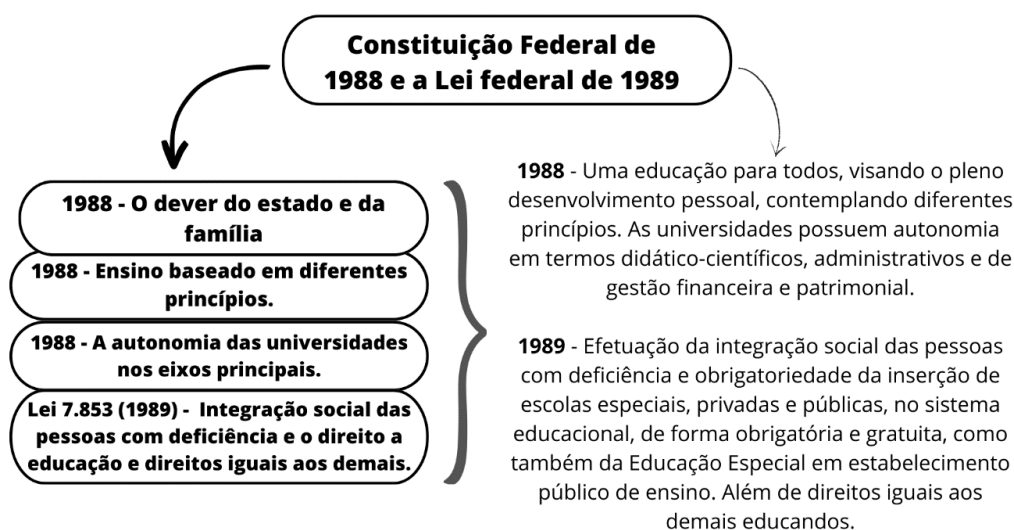 Constituição Federal de
1988 e a Lei federal de 1989
1988 - O dever do estado e da
família
1988 - Ensino baseado em diferentes
princípios.
1988 - A autonomia das universidades
nos eixos principais.
Lei 7.853 (1989) - Integração social das
pessoas com deficiência e o direito a
educação e direitos iguais aos demais.
1988 - Uma educação para todos, visando o pleno
desenvolvimento pessoal, contemplando diferentes
princípios. As universidades possuem autonomia
em termos didático-científicos, administrativos e de
gestão financeira e patrimonial.
1989 - Efetuação da integração social das pessoas
com deficiência e obrigatoriedade da inserção de
escolas especiais, privadas e públicas, no sistema
educacional, de forma obrigatória e gratuita, como
também da Educação Especial em estabelecimento
público de ensino. Além de direitos iguais aos
demais educandos.